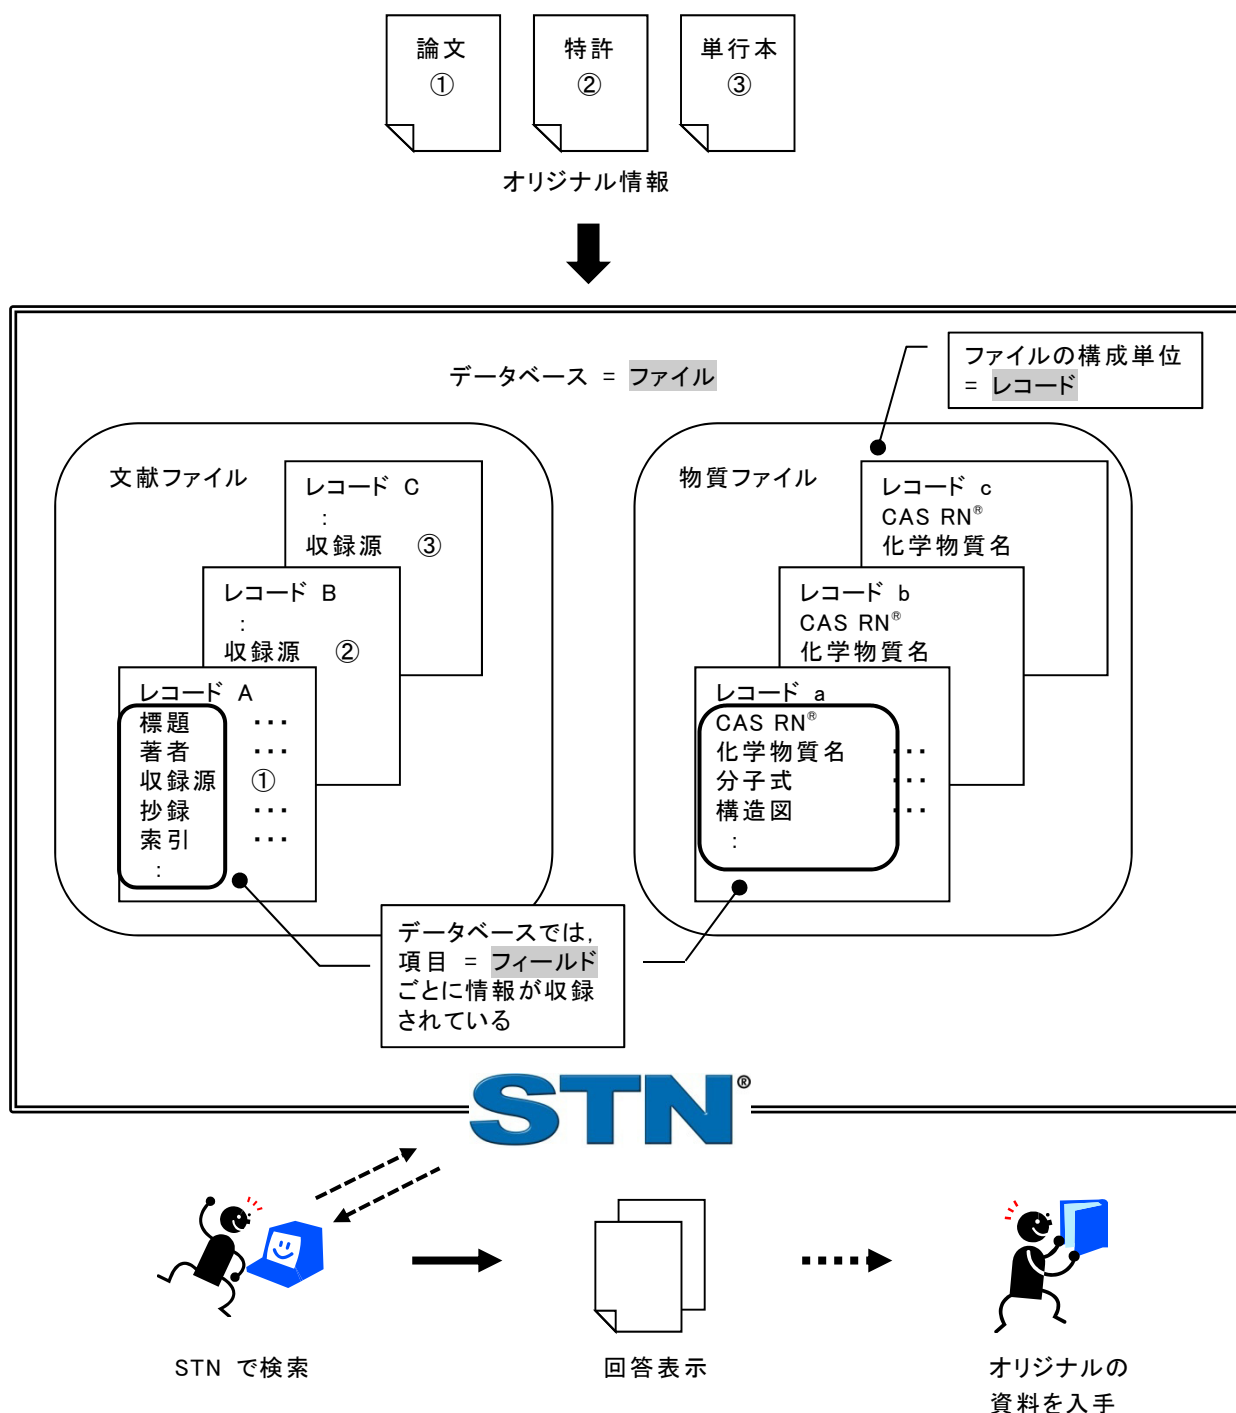 論文
①
特許
②
単行本
③
オリジナル情報
データベース = ファイル
ファイルの構成単位
= レコード
文献ファイル
レコード C
:
収録源 ③
レコード B
:
収録源 ②
レコード A
標題 ・・・
著者 ・・・
収録源 ①
抄録 ・・・
索引 ・・・
:
物質ファイル
レコード c
CAS RN®
化学物質名
レコード b
CAS RN®
化学物質名
レコード a
CAS RN®
化学物質名 ・・・
分子式 ・・・
構造図 ・・・
:
データベースでは,
項目 = フィールド
ごとに情報が収録
されている
STN®
STN で検索
回答表示
オリジナルの
資料を入手